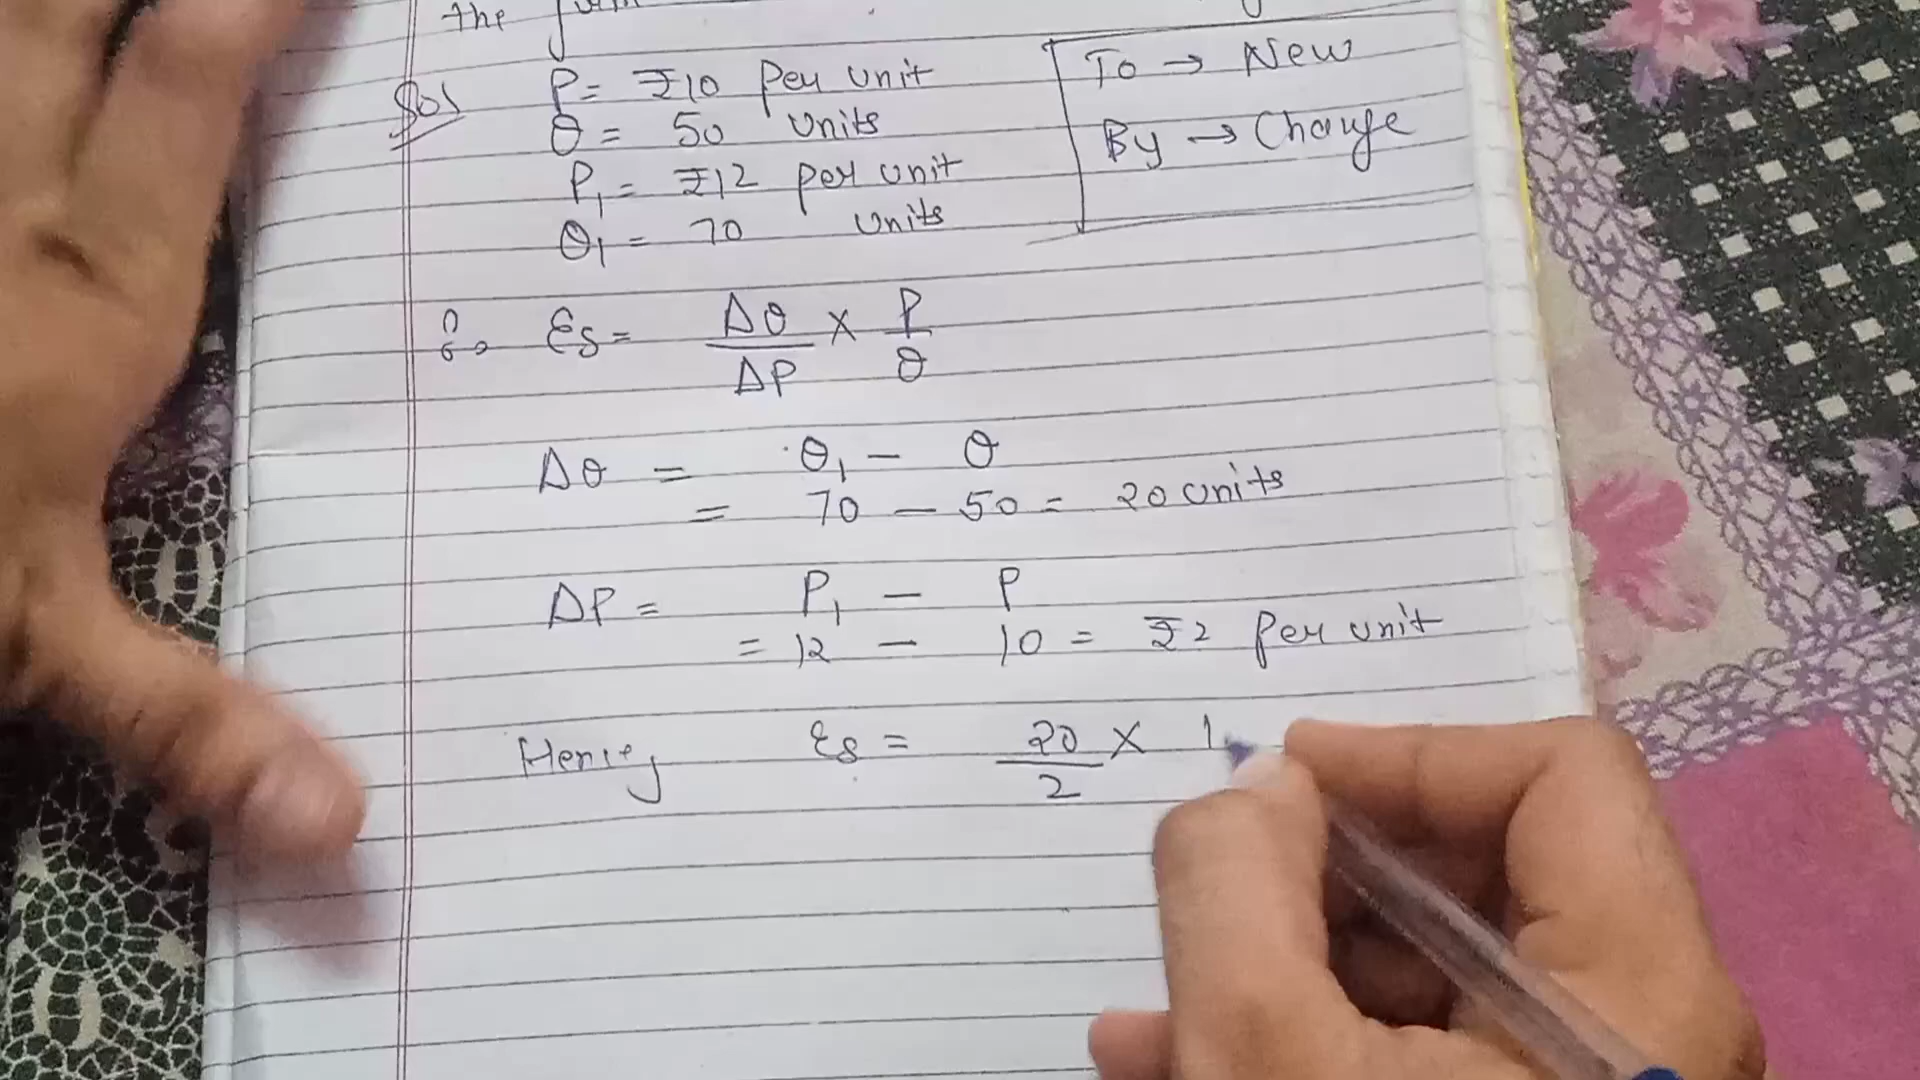 the
Sol P = ₹10 Per unit
Q = 50 units
P₁ = ₹12 per unit
Q₁ = 70 units
To → New
By → Change
Es = ΔQ/ΔP × P/Q
ΔQ = Q₁ − Q
= 70 − 50 = 20 units
ΔP = P₁ − P
= 12 − 10 = ₹2 Per unit
Es = 20/2 × 1